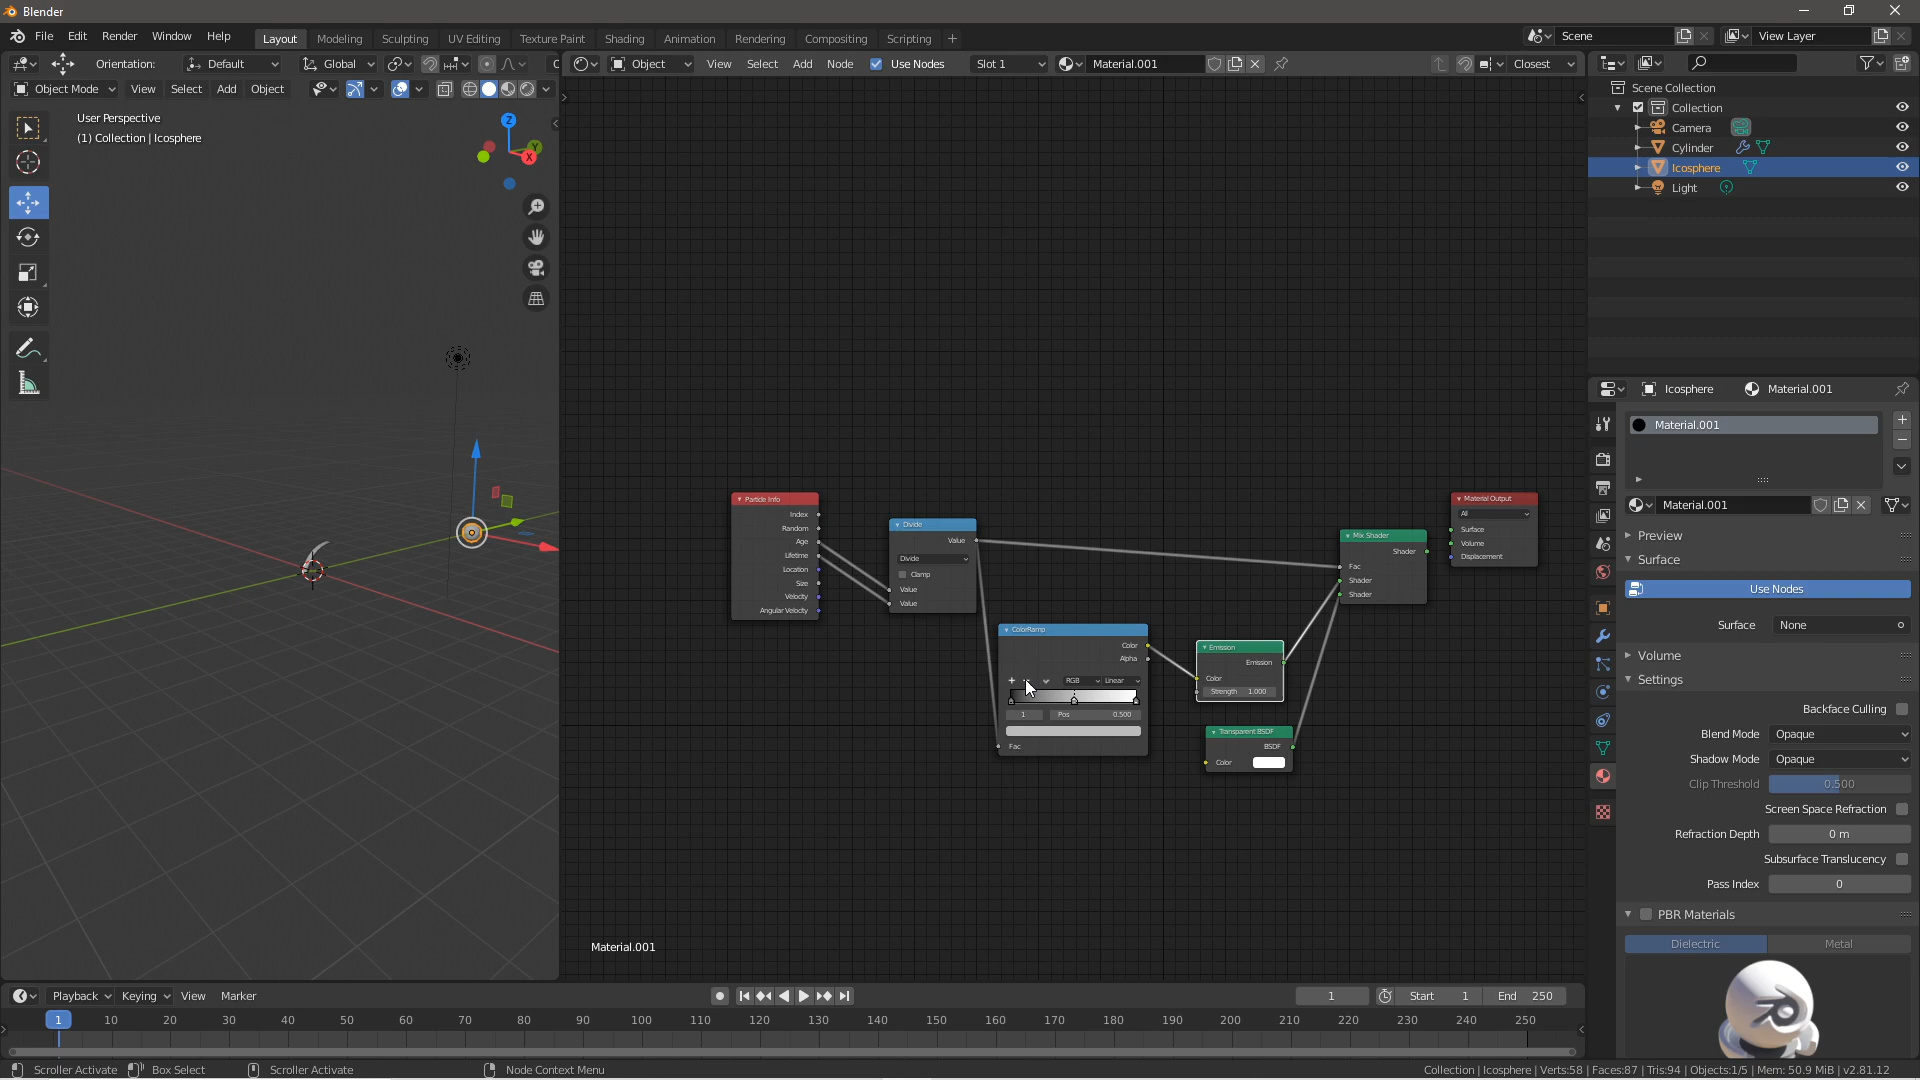 Blender
File Edit Render Window Help Layout Modeling Sculpting UV Editing Texture Paint Shading Animation Rendering Compositing Scripting + Scene View Layer
Orientation: Default Global Object View Select Add Node Use Nodes Slot 1 Material.001 Closest
Object Mode View Select Add Object
User Perspective
(1) Collection | Icosphere
Z
Y
X
Scene Collection
Collection
Camera
Cylinder
Icosphere
Light
Icosphere Material.001
Material.001
Material.001
Preview
Surface
Use Nodes
Surface None
Volume
Settings
Backface Culling
Blend Mode Opaque
Shadow Mode Opaque
Clip Threshold 0.500
Screen Space Refraction
Refraction Depth 0 m
Subsurface Translucency
Pass Index 0
PBR Materials
Dielectric Metal
Particle Info
Index
Random
Age
Lifetime
Location
Size
Velocity
Angular Velocity
Divide
Value
Divide
Clamp
Value
Value
ColorRamp
Color
Alpha
RGB Linear
1 Pos 0.500
Fac
Emission
Emission
Color
Strength 1.000
Transparent BSDF
BSDF
Color
Mix Shader
Shader
Fac
Shader
Shader
Material Output
All
Surface
Volume
Displacement
Material.001
Playback Keying View Marker 1 Start 1 End 250
1 10 20 30 40 50 60 70 80 90 100 110 120 130 140 150 160 170 180 190 200 210 220 230 240 250
Scroller Activate Box Select Scroller Activate Node Context Menu Collection | Icosphere | Verts:58 | Faces:87 | Tris:94 | Objects:1/5 | Mem: 50.9 MiB | v2.81.12